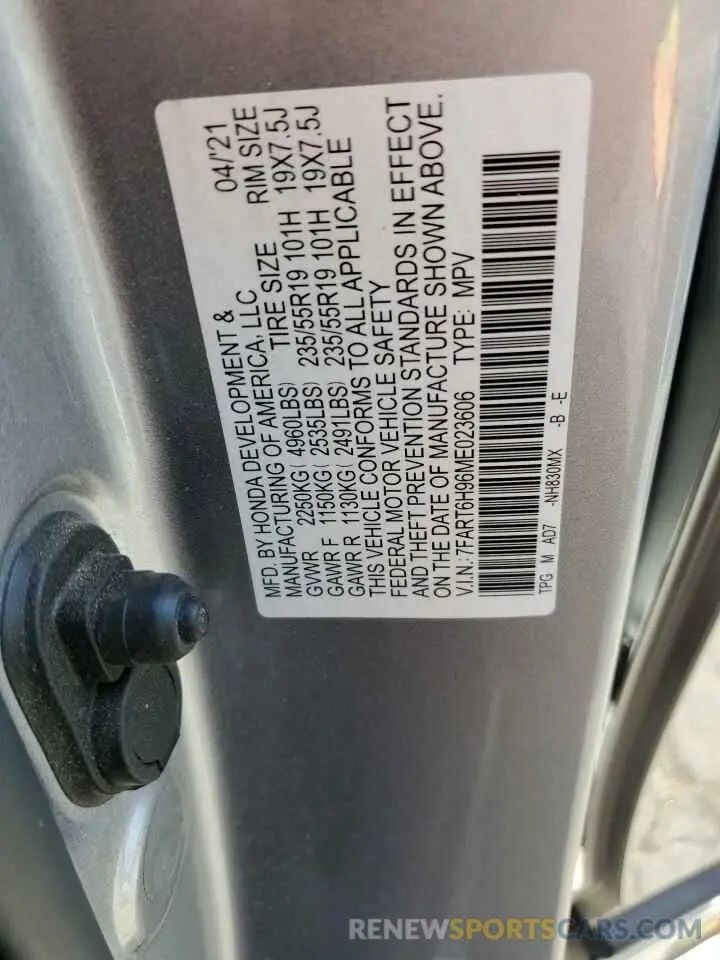 MFD. BY HONDA DEVELOPMENT & 04/'21
MANUFACTURING OF AMERICA, LLC
TIRE SIZE RIM SIZE
GVWR 2250KG( 4960LBS)
GAWR F 1150KG( 2535LBS) 235/55R19 101H 19X7.5J
GAWR R 1130KG( 2491LBS) 235/55R19 101H 19X7.5J
THIS VEHICLE CONFORMS TO ALL APPLICABLE
FEDERAL MOTOR VEHICLE SAFETY
AND THEFT PREVENTION STANDARDS IN EFFECT
ON THE DATE OF MANUFACTURE SHOWN ABOVE.
V.I.N.: 7FART6H96ME023606 TYPE: MPV
TPG M AD7 -NH830MX -B -E
RENEWSPORTSCARS.COM